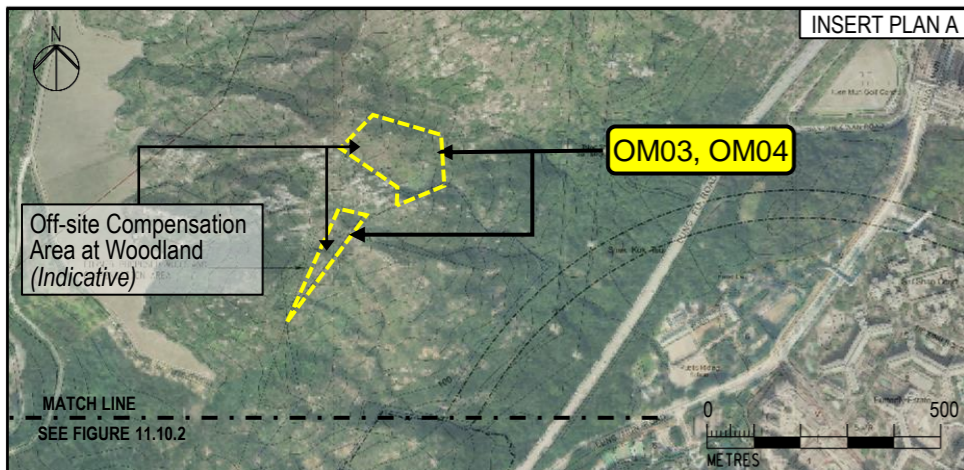 INSERT PLAN A
N
OM03, OM04
Off-site Compensation
Area at Woodland
(Indicative)
MATCH LINE
SEE FIGURE 11.10.2
100
0 500
METRES